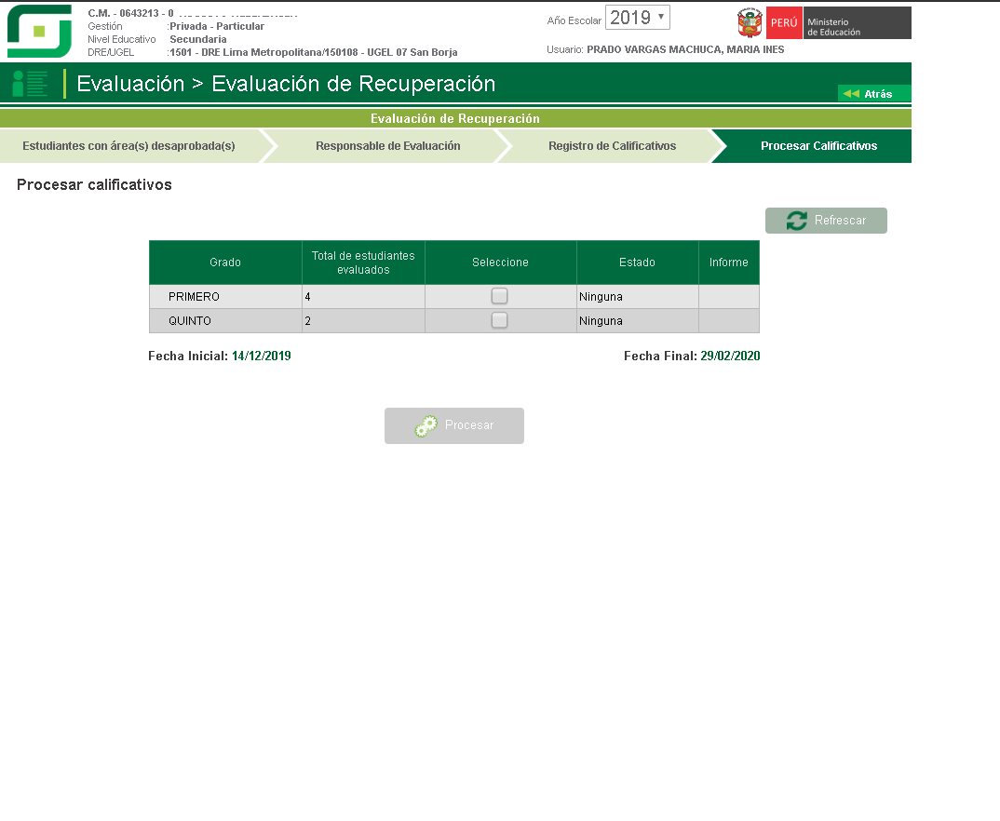 C.M. - 0643213 - 0
Gestión :Privada - Particular
Nivel Educativo Secundaria
DRE/UGEL :1501 - DRE Lima Metropolitana/150108 - UGEL 07 San Borja
Año Escolar 2019
PERÚ Ministerio de Educación
Usuario: PRADO VARGAS MACHUCA, MARIA INES
Evaluación > Evaluación de Recuperación
Atrás
Evaluación de Recuperación
Estudiantes con área(s) desaprobada(s) Responsable de Evaluación Registro de Calificativos Procesar Calificativos
Procesar calificativos
Refrescar
Grado Total de estudiantes evaluados Seleccione Estado Informe
PRIMERO 4 Ninguna
QUINTO 2 Ninguna
Fecha Inicial: 14/12/2019 Fecha Final: 29/02/2020
Procesar